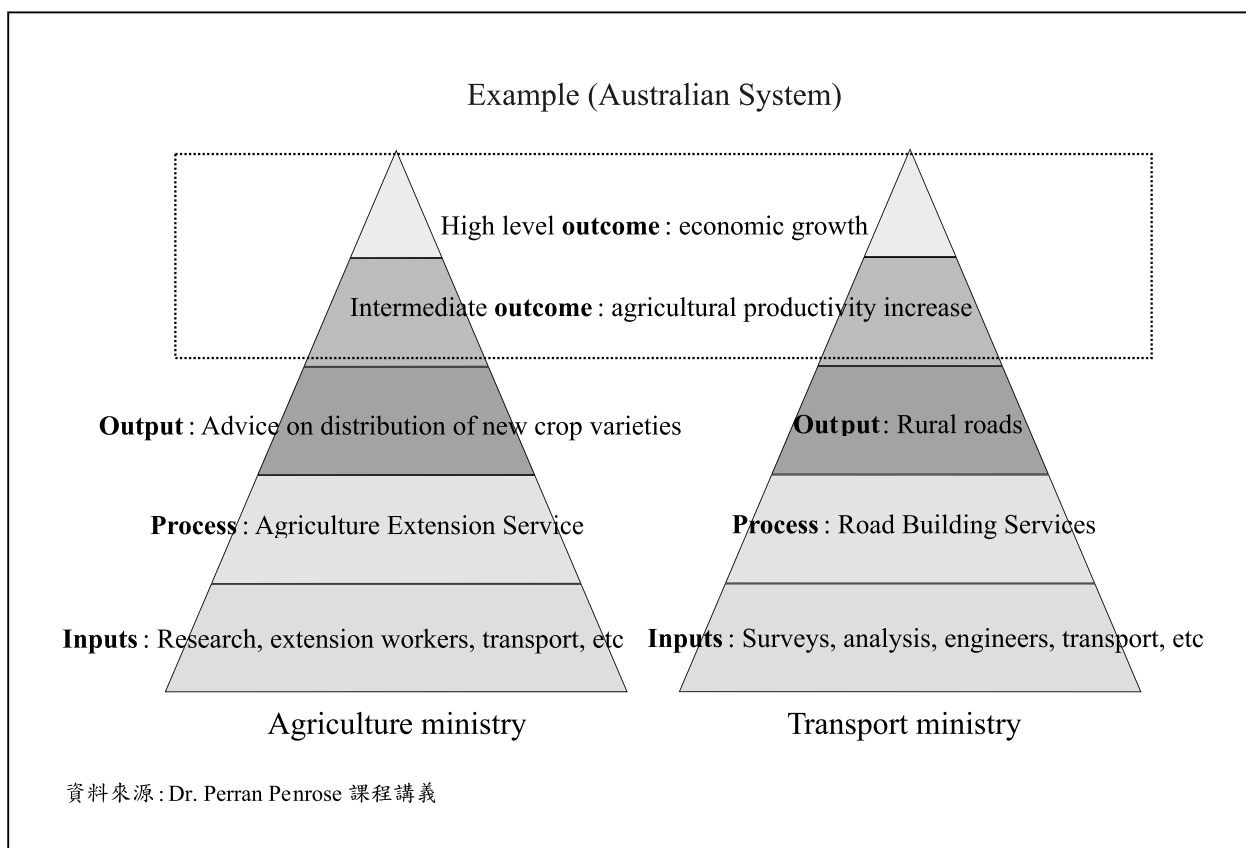 Example (Australian System)
High level outcome : economic growth
Intermediate outcome : agricultural productivity increase
Output : Advice on distribution of new crop varieties
Output : Rural roads
Process : Agriculture Extension Service
Process : Road Building Services
Inputs : Research, extension workers, transport, etc
Inputs : Surveys, analysis, engineers, transport, etc
Agriculture ministry
Transport ministry
資料來源 : Dr. Perran Penrose 課程講義